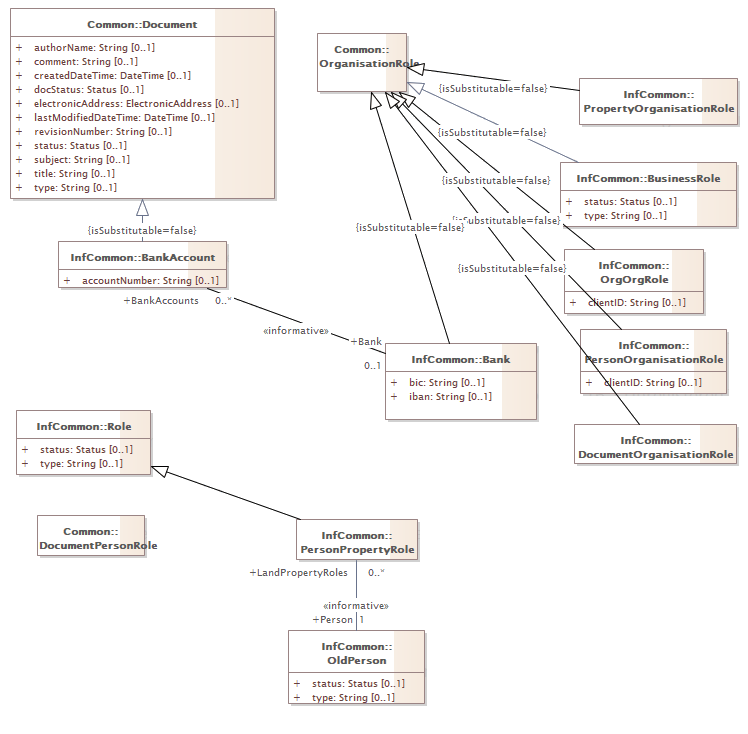 Common::Document
+ authorName: String [0..1]
+ comment: String [0..1]
+ createdDateTime: DateTime [0..1]
+ docStatus: Status [0..1]
+ electronicAddress: ElectronicAddress [0..1]
+ lastModifiedDateTime: DateTime [0..1]
+ revisionNumber: String [0..1]
+ status: Status [0..1]
+ subject: String [0..1]
+ title: String [0..1]
+ type: String [0..1]
Common::
OrganisationRole
{isSubstitutable=false}
InfCommon::
PropertyOrganisationRole
{isSubstitutable=false}
InfCommon::BusinessRole
+ status: Status [0..1]
+ type: String [0..1]
{isSubstitutable=false}
{isSubstitutable=false}
{isSubstitutable=false}
{isSubstitutable=false}
{isSubstitutable=false}
InfCommon::BankAccount
+ accountNumber: String [0..1]
+BankAccounts 0..*
«informative»
+Bank
0..1
InfCommon::
OrgOrgRole
+ clientID: String [0..1]
InfCommon::
PersonOrganisationRole
+ clientID: String [0..1]
InfCommon::Bank
+ bic: String [0..1]
+ iban: String [0..1]
InfCommon::
DocumentOrganisationRole
InfCommon::Role
+ status: Status [0..1]
+ type: String [0..1]
Common::
DocumentPersonRole
InfCommon::
PersonPropertyRole
+LandPropertyRoles 0..*
«informative»
+Person 1
InfCommon::
OldPerson
+ status: Status [0..1]
+ type: String [0..1]